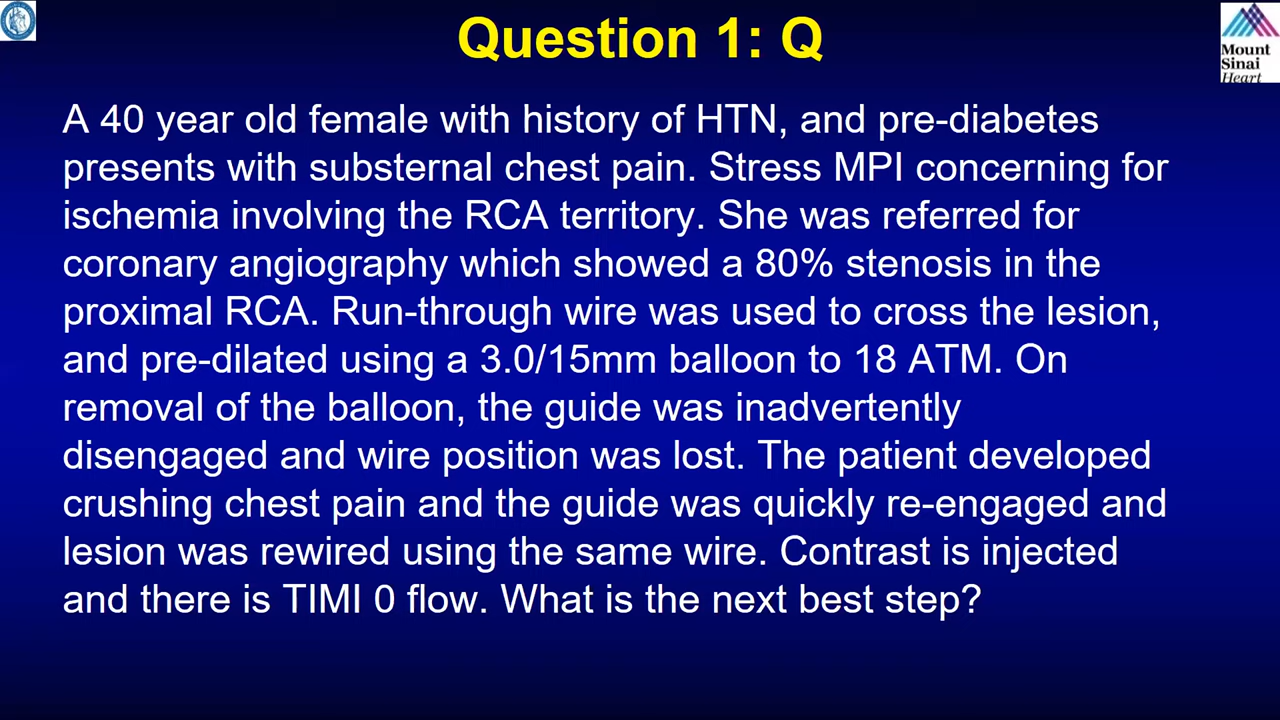 Question 1: Q
Mount
Sinai
Heart
A 40 year old female with history of HTN, and pre-diabetes
presents with substernal chest pain. Stress MPI concerning for
ischemia involving the RCA territory. She was referred for
coronary angiography which showed a 80% stenosis in the
proximal RCA. Run-through wire was used to cross the lesion,
and pre-dilated using a 3.0/15mm balloon to 18 ATM. On
removal of the balloon, the guide was inadvertently
disengaged and wire position was lost. The patient developed
crushing chest pain and the guide was quickly re-engaged and
lesion was rewired using the same wire. Contrast is injected
and there is TIMI 0 flow. What is the next best step?